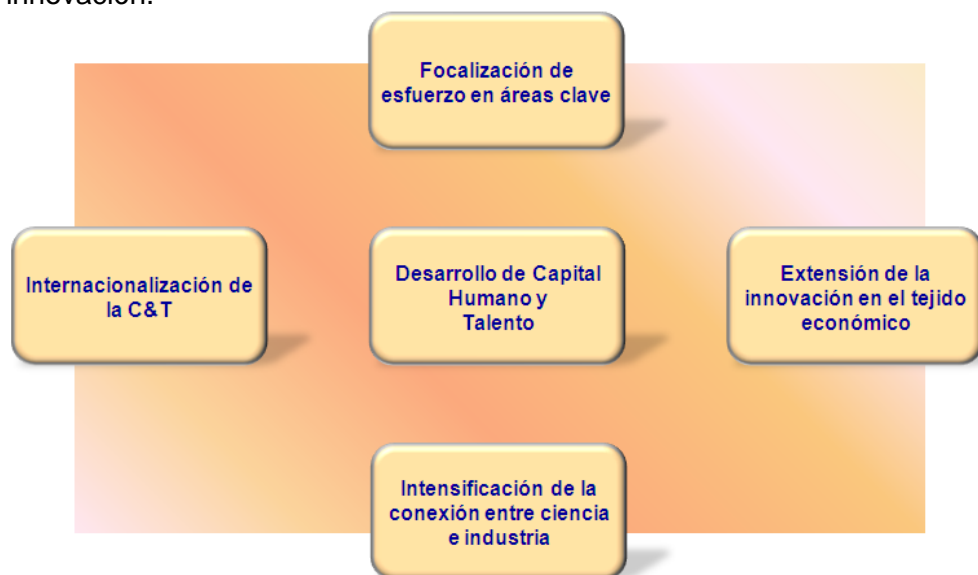 innovación.
Focalización de
esfuerzo en áreas clave
Internacionalización de
la C&T
Desarrollo de Capital
Humano y
Talento
Extensión de la
innovación en el tejido
económico
Intensificación de la
conexión entre ciencia
e industria